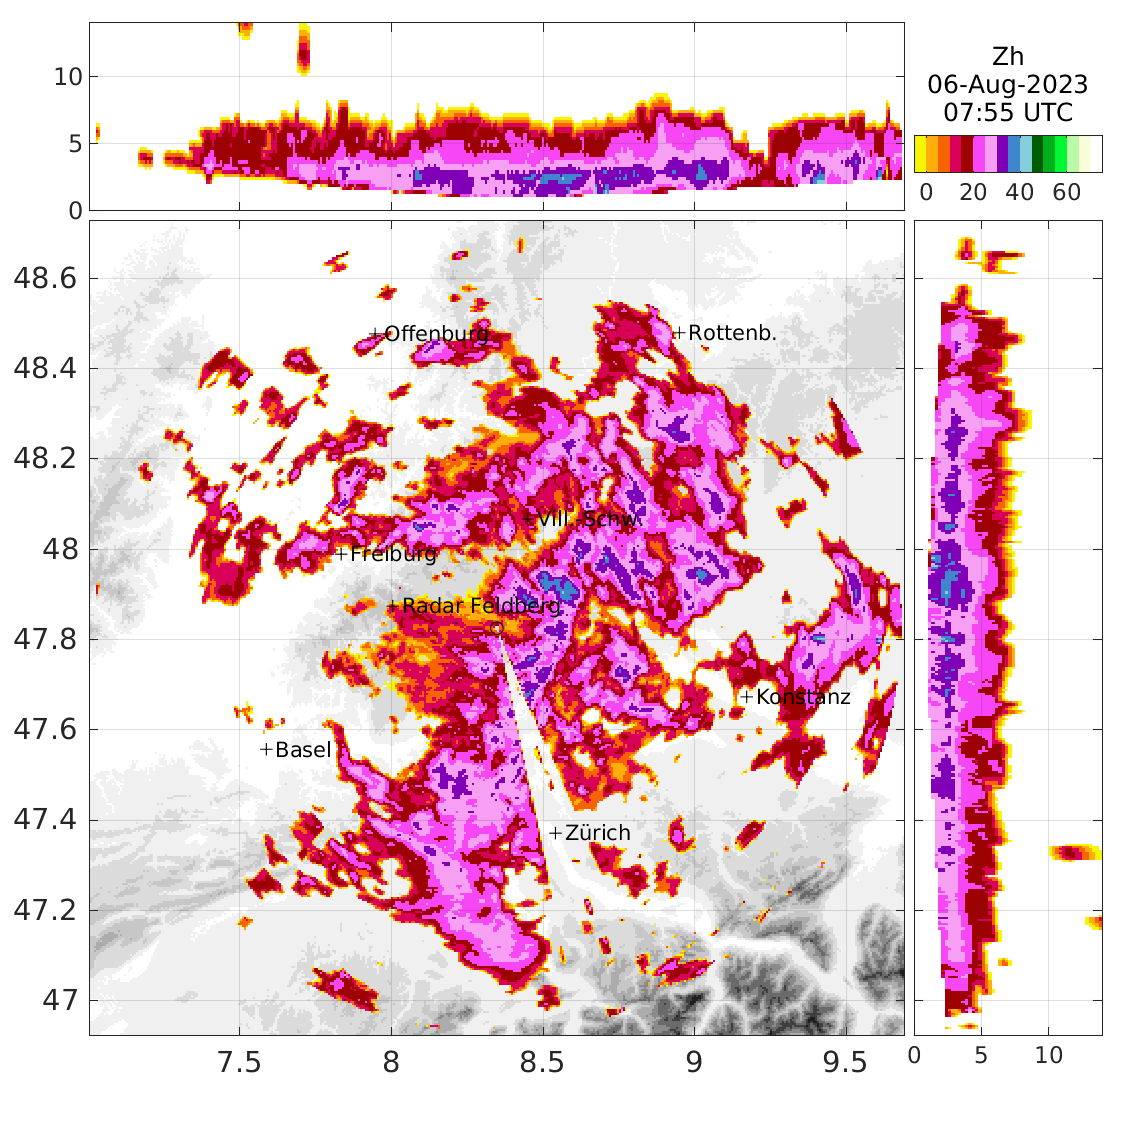 Zh
06-Aug-2023
07:55 UTC
10
5
0
0 20 40 60
48.6
48.4
48.2
48
47.8
47.6
47.4
47.2
47
+Offenburg
+Rottenb.
+Vill.-Schw.
+Freiburg
+Radar Feldberg
+Konstanz
+Basel
+Zürich
7.5 8 8.5 9 9.5
0 5 10